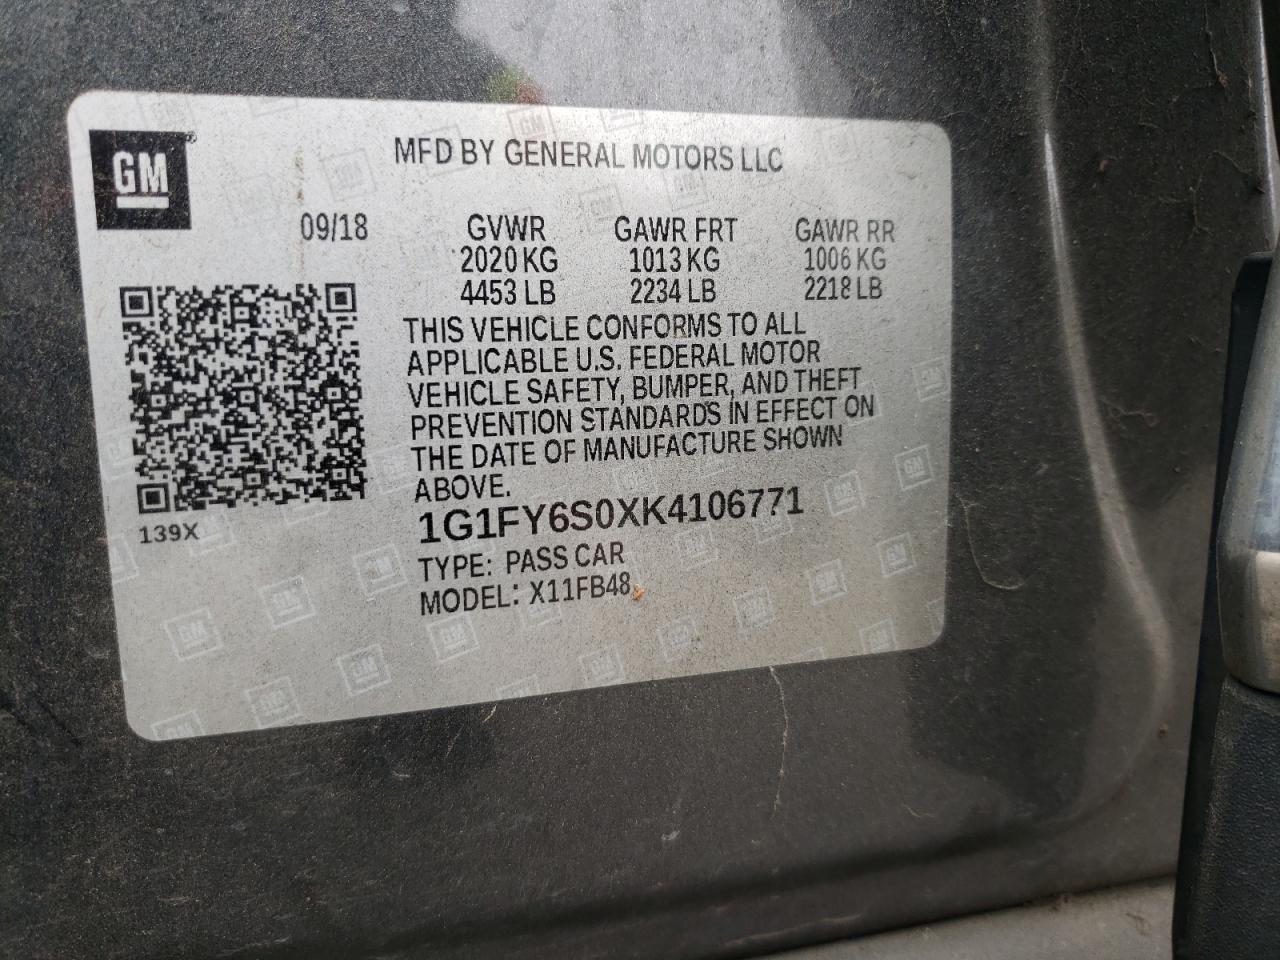 GM
MFD BY GENERAL MOTORS LLC
09/18 GVWR GAWR FRT GAWR RR
2020 KG 1013 KG 1006 KG
4453 LB 2234 LB 2218 LB
THIS VEHICLE CONFORMS TO ALL
APPLICABLE U.S. FEDERAL MOTOR
VEHICLE SAFETY, BUMPER, AND THEFT
PREVENTION STANDARDS IN EFFECT ON
THE DATE OF MANUFACTURE SHOWN
ABOVE.
139X
1G1FY6S0XK4106771
TYPE: PASS CAR
MODEL: X11FB48